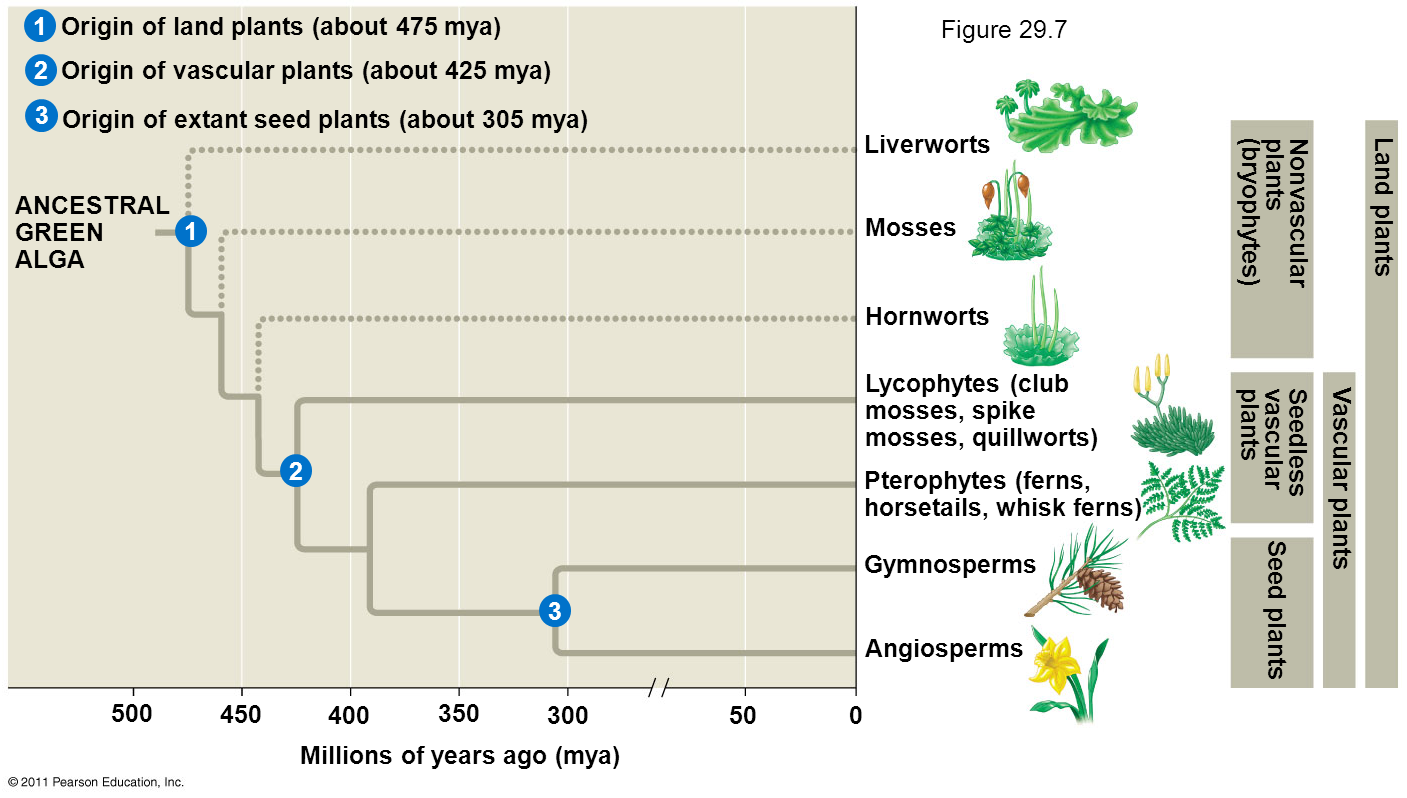 1 Origin of land plants (about 475 mya)
2 Origin of vascular plants (about 425 mya)
3 Origin of extant seed plants (about 305 mya)
Figure 29.7
ANCESTRAL
GREEN
ALGA
1
2
3
Liverworts
Mosses
Hornworts
Lycophytes (club
mosses, spike
mosses, quillworts)
Pterophytes (ferns,
horsetails, whisk ferns)
Gymnosperms
Angiosperms
Nonvascular
plants
(bryophytes)
Seedless
vascular
plants
Seed plants
Vascular plants
Land plants
500 450 400 350 300 50 0
Millions of years ago (mya)
© 2011 Pearson Education, Inc.